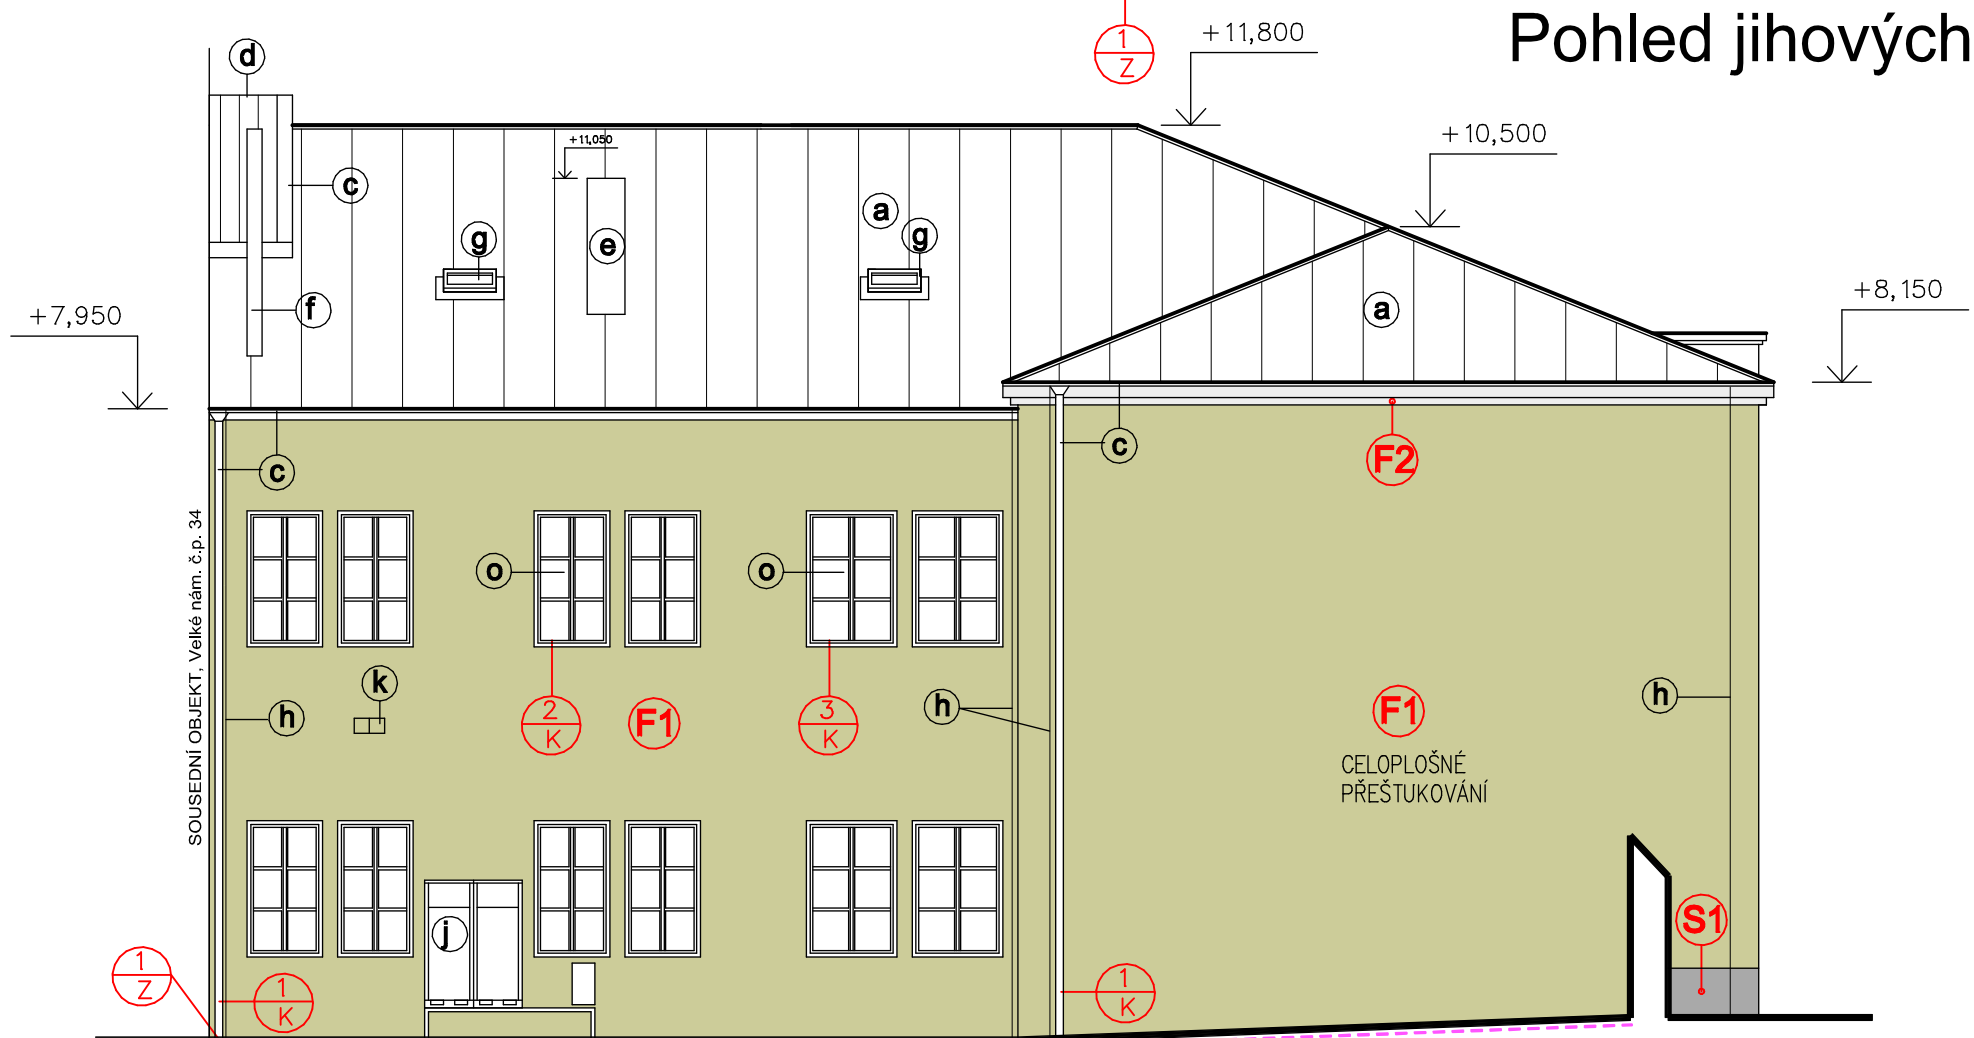 Pohled jihových
1
Z
+11,800
d
+10,500
+11,050
c
a
g
g
e
+8,150
f
a
+7,950
c
c
F2
SOUSEDNÍ OBJEKT, Velké nám. č.p. 34
o
o
k
h
2
K
F1
3
K
h
F1
h
CELOPLOŠNÉ
PŘEŠTUKOVÁNÍ
j
S1
1
Z
1
K
1
K